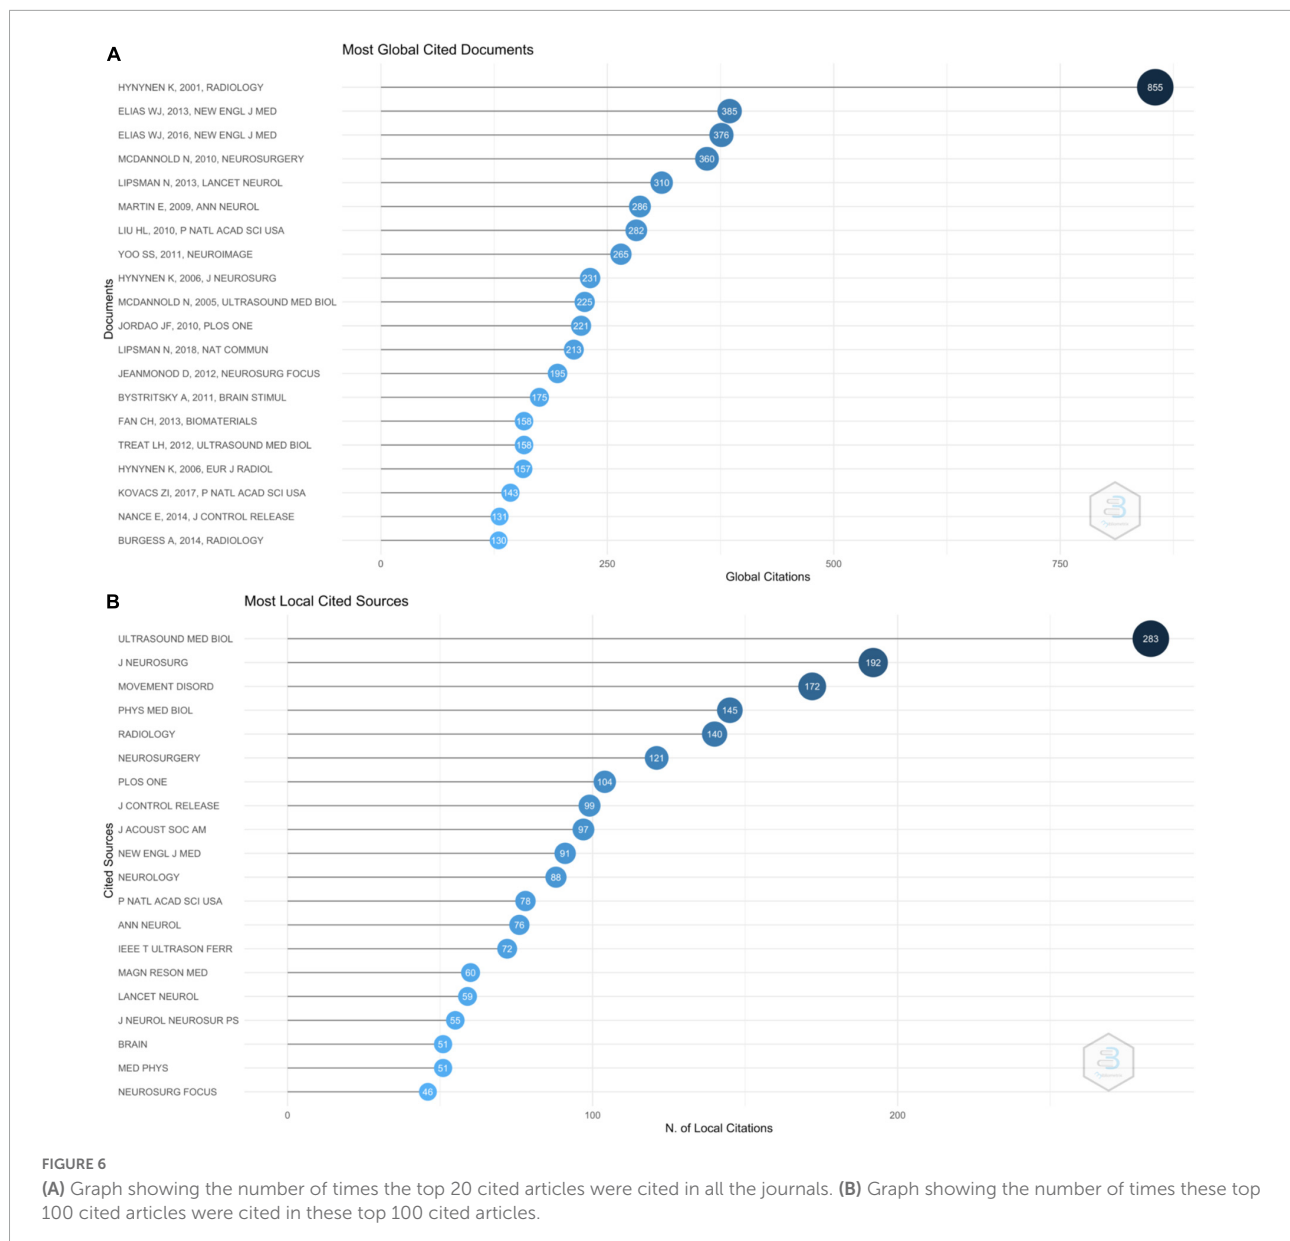 A
Most Global Cited Documents
HYNYNEN K, 2001, RADIOLOGY
855
ELIAS WJ, 2013, NEW ENGL J MED
385
ELIAS WJ, 2016, NEW ENGL J MED
376
MCDANNOLD N, 2010, NEUROSURGERY
360
LIPSMAN N, 2013, LANCET NEUROL
310
MARTIN E, 2009, ANN NEUROL
286
LIU HL, 2010, P NATL ACAD SCI USA
282
YOO SS, 2011, NEUROIMAGE
265
HYNYNEN K, 2006, J NEUROSURG
231
MCDANNOLD N, 2005, ULTRASOUND MED BIOL
225
JORDAO JF, 2010, PLOS ONE
221
LIPSMAN N, 2018, NAT COMMUN
213
JEANMONOD D, 2012, NEUROSURG FOCUS
195
BYSTRITSKY A, 2011, BRAIN STIMUL
175
FAN CH, 2013, BIOMATERIALS
158
TREAT LH, 2012, ULTRASOUND MED BIOL
158
HYNYNEN K, 2006, EUR J RADIOL
157
KOVACS ZI, 2017, P NATL ACAD SCI USA
143
NANCE E, 2014, J CONTROL RELEASE
131
BURGESS A, 2014, RADIOLOGY
130
Documents
0 250 500 750
Global Citations
B
Most Local Cited Sources
ULTRASOUND MED BIOL
283
J NEUROSURG
192
MOVEMENT DISORD
172
PHYS MED BIOL
145
RADIOLOGY
140
NEUROSURGERY
121
PLOS ONE
104
J CONTROL RELEASE
99
J ACOUST SOC AM
97
NEW ENGL J MED
91
NEUROLOGY
88
P NATL ACAD SCI USA
78
ANN NEUROL
76
IEEE T ULTRASON FERR
72
MAGN RESON MED
60
LANCET NEUROL
59
J NEUROL NEUROSUR PS
55
BRAIN
51
MED PHYS
51
NEUROSURG FOCUS
46
Cited Sources
0 100 200
N. of Local Citations
FIGURE 6
(A) Graph showing the number of times the top 20 cited articles were cited in all the journals. (B) Graph showing the number of times these top
100 cited articles were cited in these top 100 cited articles.